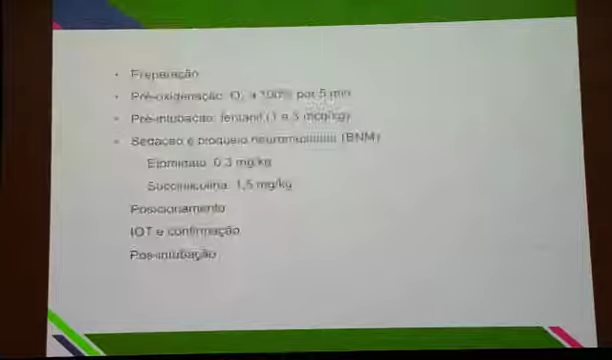 • Preparação
• Pré-oxigenação: O₂ a 100% por 5 min
• Pré-intubação: fentanil (1 a 3 mcg/kg)
• Sedação e bloqueio neuromuscular (BNM)
Etomidato: 0,3 mg/kg
Succinilcolina: 1,5 mg/kg
Posicionamento
IOT e confirmação
Pós-intubação